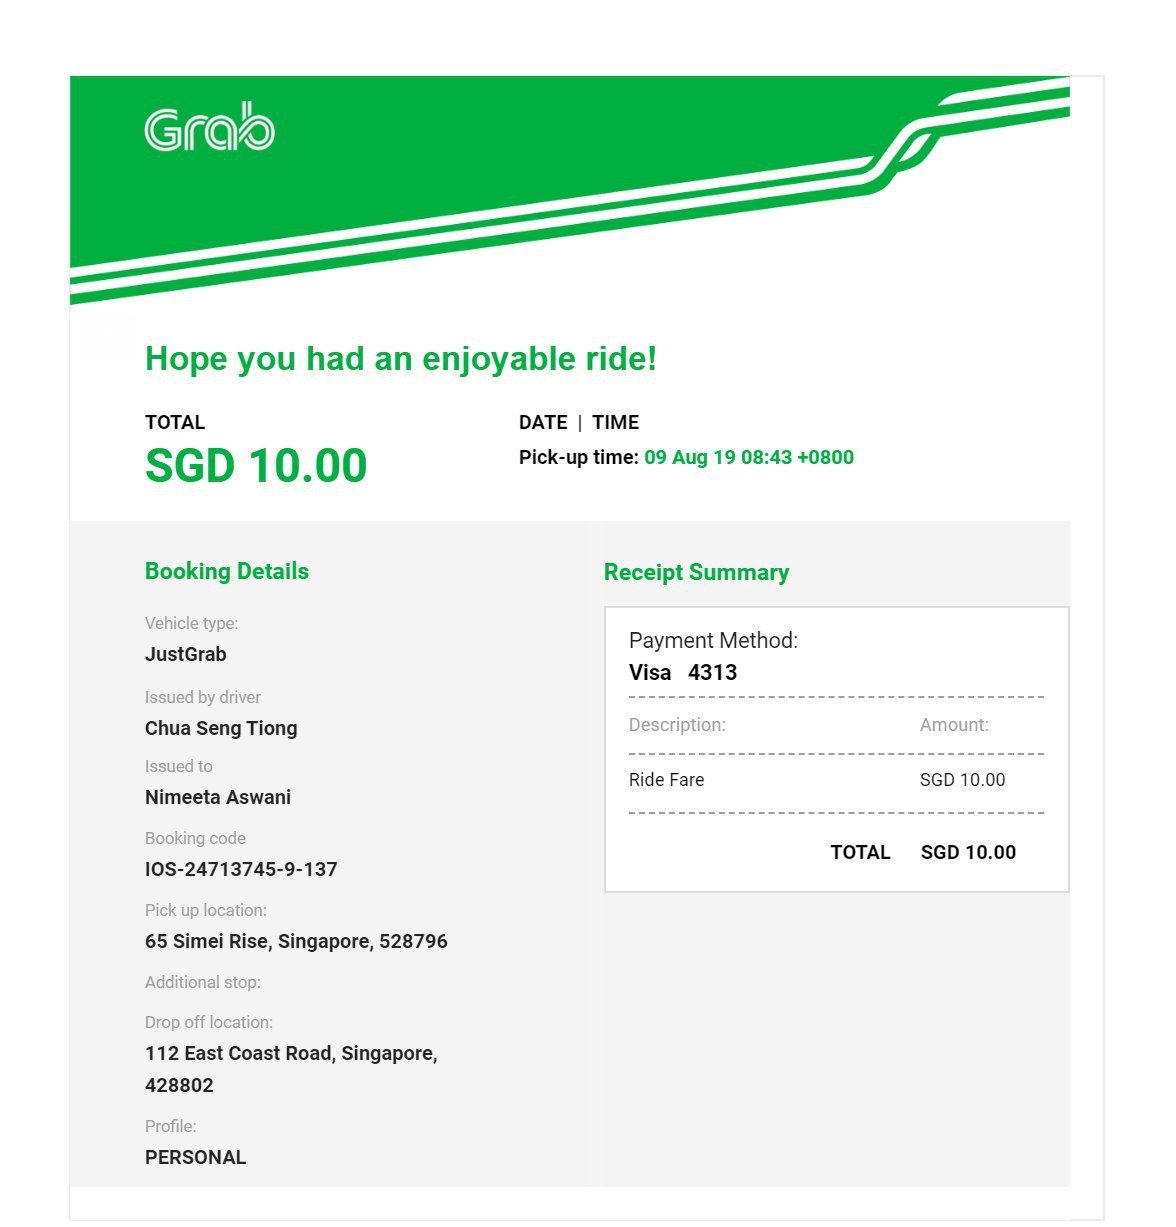 Grab
Hope you had an enjoyable ride!
TOTAL
SGD 10.00
DATE | TIME
Pick-up time: 09 Aug 19 08:43 +0800
Booking Details
Vehicle type:
JustGrab
Issued by driver
Chua Seng Tiong
Issued to
Nimeeta Aswani
Booking code
IOS-24713745-9-137
Pick up location:
65 Simei Rise, Singapore, 528796
Additional stop:
Drop off location:
112 East Coast Road, Singapore,
428802
Profile:
PERSONAL
Receipt Summary
Payment Method:
Visa 4313
Description: Amount:
Ride Fare SGD 10.00
TOTAL SGD 10.00